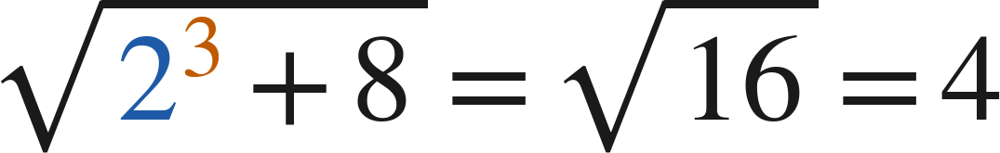 √(2³ + 8) = √16 = 4